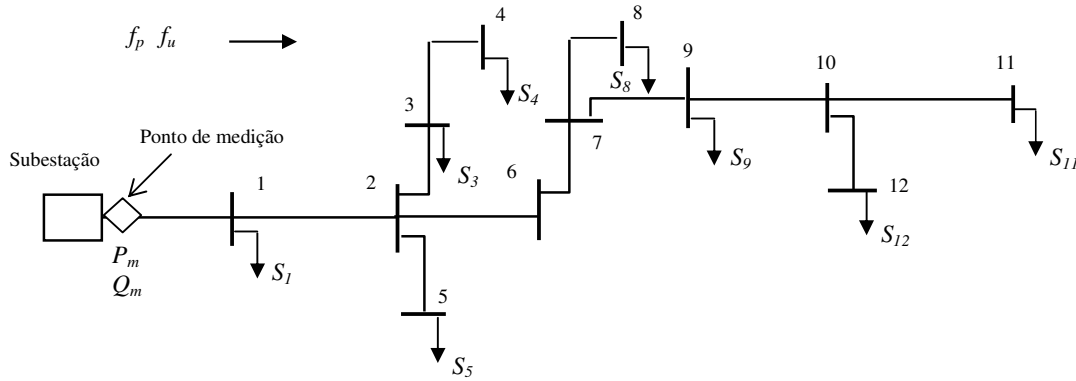 f_p f_u
4
8
9
10
11
S_4
S_8
3
Ponto de medição
Subestação
7
S_3
S_9
S_11
1
2
6
12
P_m
Q_m
S_1
S_12
5
S_5